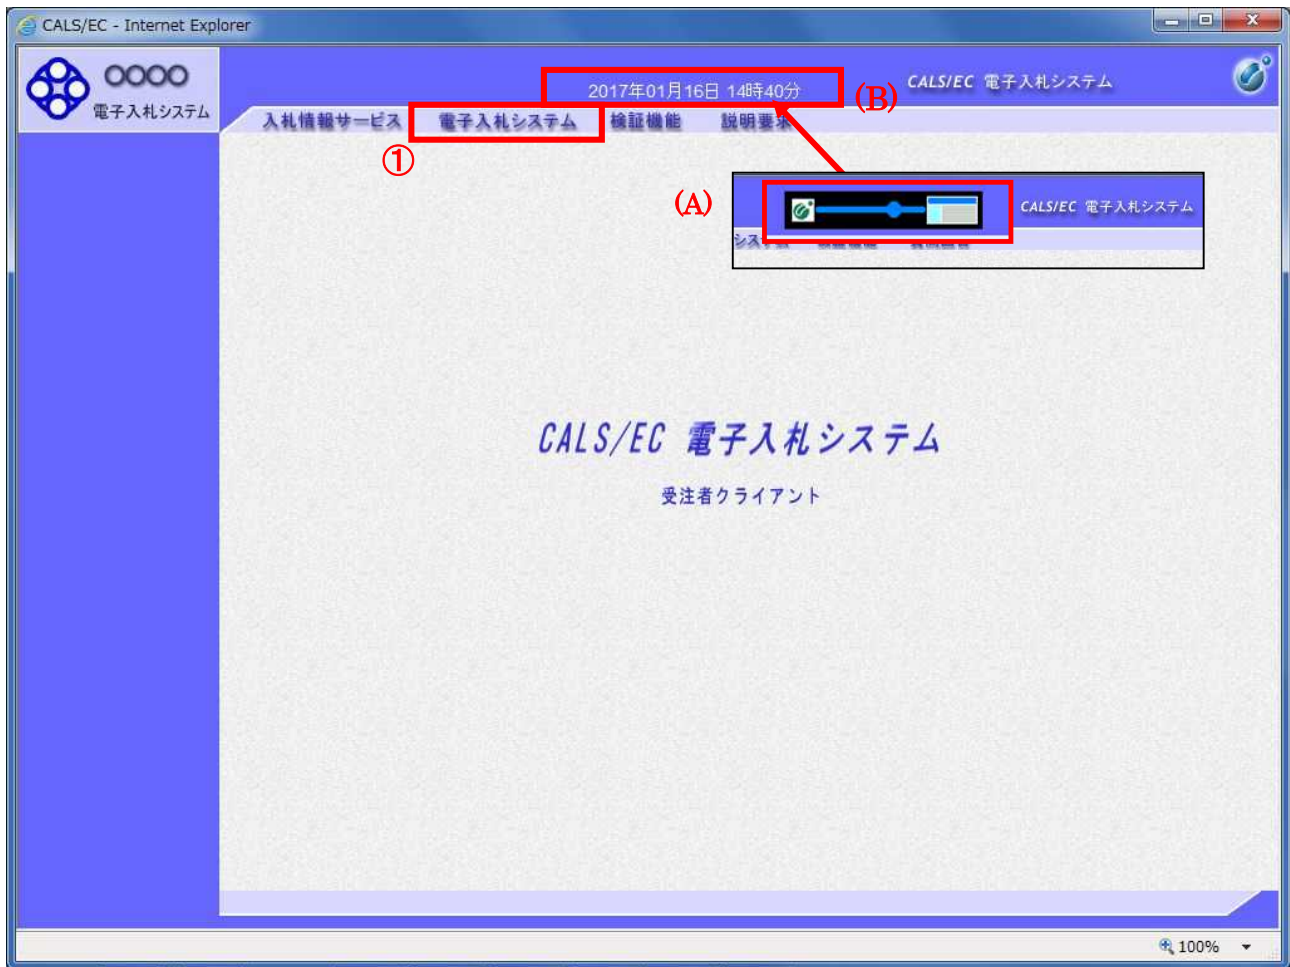 CALS/EC - Internet Explorer
○○○○
電子入札システム
2017年01月16日 14時40分
(B)
CALS/EC 電子入札システム
入札情報サービス 電子入札システム 検証機能 説明要求
①
(A)
CALS/EC 電子入札システム
CALS/EC 電子入札システム
受注者クライアント
100%